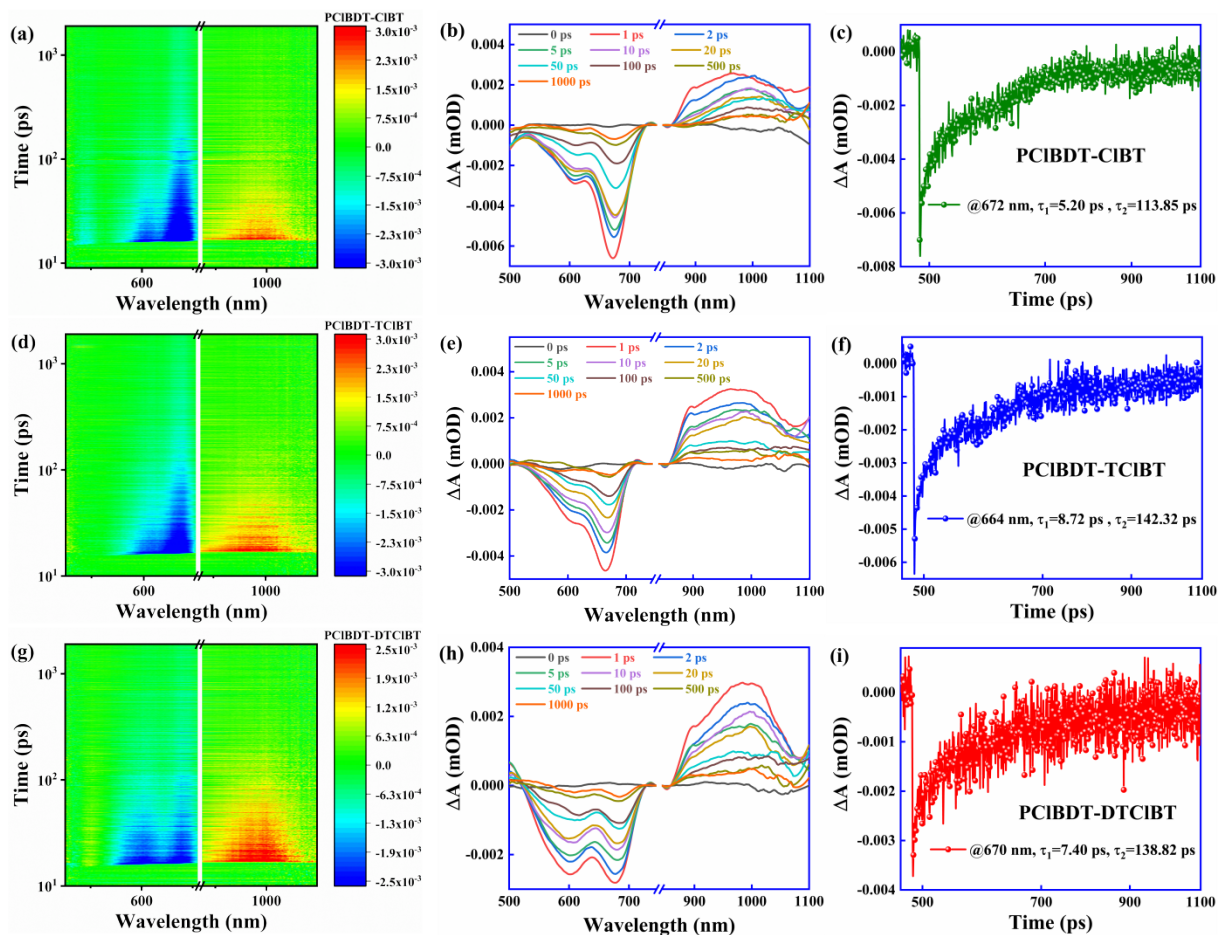 (a)
PClBDT-ClBT
3.0x10⁻³
1.5x10⁻³
7.5x10⁻⁴
3.8x10⁻⁴
0.0
-3.8x10⁻⁴
-7.5x10⁻⁴
-1.5x10⁻³
-3.0x10⁻³
10³
10²
10¹
Time (ps)
600
1000
Wavelength (nm)
(b)
0 ps 1 ps 2 ps
5 ps 10 ps 20 ps
50 ps 100 ps 500 ps
1000 ps
0.004
0.002
0.000
-0.002
-0.004
-0.006
ΔA (mOD)
500 600 700 900 1000 1100
Wavelength (nm)
(c)
0.000
-0.002
-0.004
-0.006
-0.008
ΔA (mOD)
PClBDT-ClBT
@672 nm, τ₁=5.20 ps , τ₂=113.85 ps
500 700 900 1100
Time (ps)
(d)
PClBDT-TClBT
3.0x10⁻³
1.5x10⁻³
7.5x10⁻⁴
3.8x10⁻⁴
0.0
-3.8x10⁻⁴
-7.5x10⁻⁴
-1.5x10⁻³
-3.0x10⁻³
10³
10²
10¹
Time (ps)
600
1000
Wavelength (nm)
(e)
0 ps 1 ps 2 ps
5 ps 10 ps 20 ps
50 ps 100 ps 500 ps
1000 ps
0.004
0.002
0.000
-0.002
-0.004
ΔA (mOD)
500 600 700 900 1000 1100
Wavelength (nm)
(f)
0.000
-0.001
-0.002
-0.003
-0.004
-0.005
-0.006
ΔA (mOD)
PClBDT-TClBT
@664 nm, τ₁=8.72 ps , τ₂=142.32 ps
500 700 900 1100
Time (ps)
(g)
PClBDT-DTClBT
2.5x10⁻³
1.3x10⁻³
6.3x10⁻⁴
3.1x10⁻⁴
0.0
-3.1x10⁻⁴
-6.3x10⁻⁴
-1.3x10⁻³
-2.5x10⁻³
10³
10²
10¹
Time (ps)
600
1000
Wavelength (nm)
(h)
0 ps 1 ps 2 ps
5 ps 10 ps 20 ps
50 ps 100 ps 500 ps
1000 ps
0.004
0.002
0.000
-0.002
ΔA (mOD)
500 600 700 900 1000 1100
Wavelength (nm)
(i)
0.000
-0.001
-0.002
-0.003
-0.004
ΔA (mOD)
PClBDT-DTClBT
@670 nm, τ₁=7.40 ps , τ₂=138.82 ps
500 700 900 1100
Time (ps)